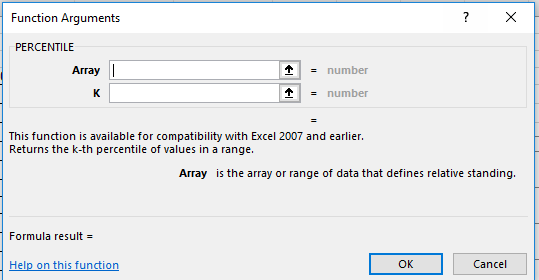 Function Arguments ?
PERCENTILE
Array = number
K = number
=
This function is available for compatibility with Excel 2007 and earlier.
Returns the k-th percentile of values in a range.
Array is the array or range of data that defines relative standing.
Formula result =
Help on this function OK Cancel